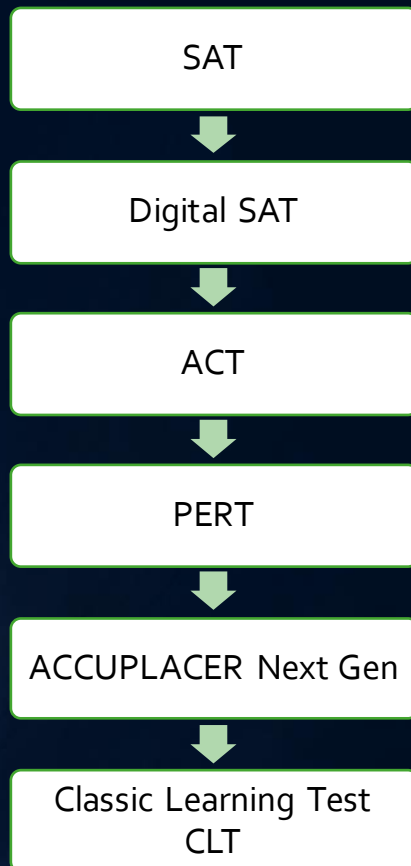 SAT
Digital SAT
ACT
PERT
ACCUPLACER Next Gen
Classic Learning Test
CLT